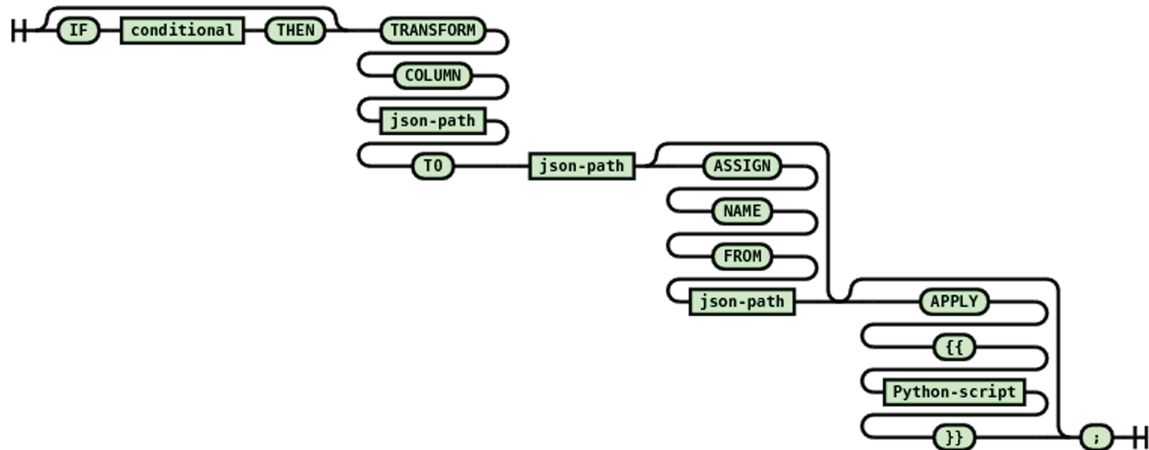 IF conditional THEN TRANSFORM
COLUMN
json-path
TO json-path ASSIGN
NAME
FROM
json-path APPLY
{{
Python-script
}} ;